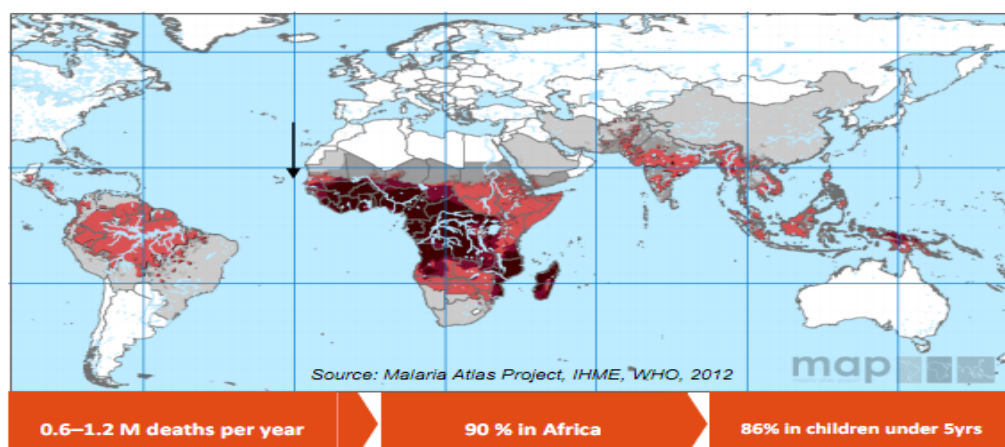 Source: Malaria Atlas Project, IHME, WHO, 2012
map
0.6–1.2 M deaths per year
90 % in Africa
86% in children under 5yrs